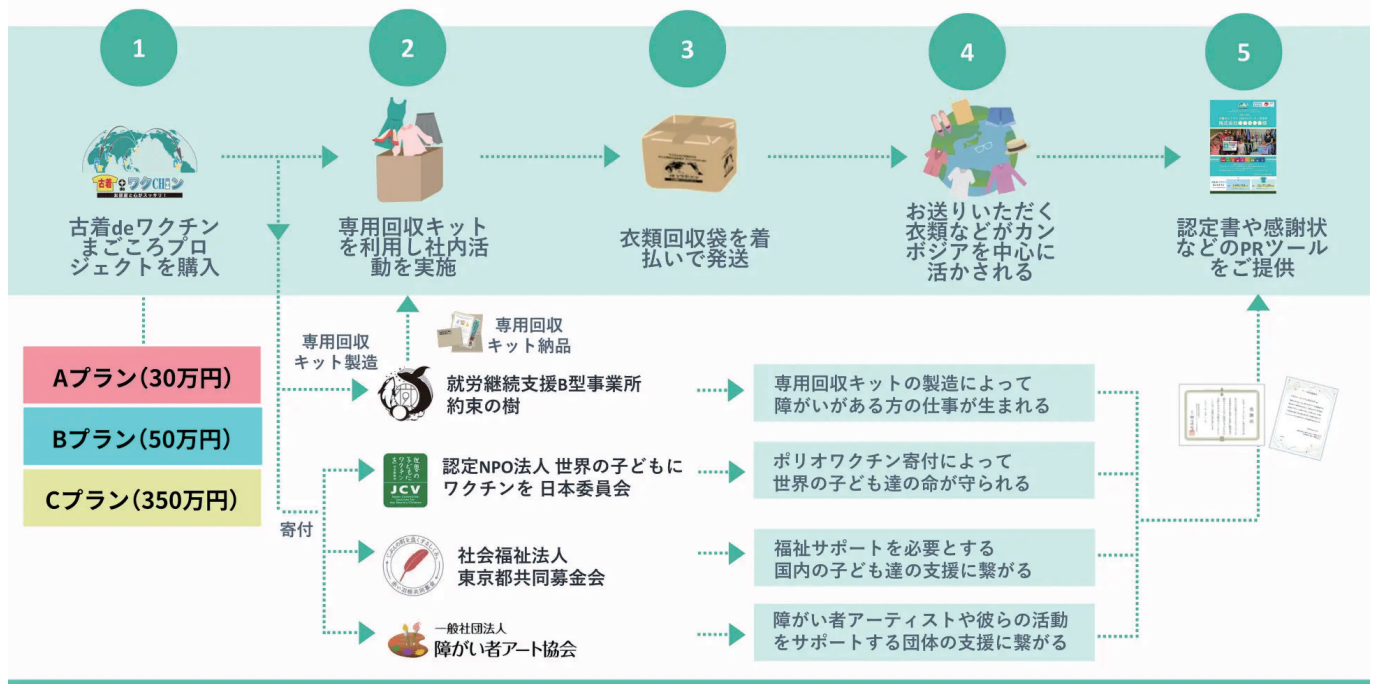 1
2
3
4
5
古着deワクチン
まごころプロ
ジェクトを購入
専用回収キット
を利用し社内活
動を実施
衣類回収袋を着
払いで発送
お送りいただく
衣類などがカン
ボジアを中心に
活かされる
認定書や感謝状
などのPRツール
をご提供
Aプラン(30万円)
Bプラン(50万円)
Cプラン(350万円)
専用回収
キット製造
専用回収
キット納品
就労継続支援B型事業所
約束の樹
専用回収キットの製造によって
障がいがある方の仕事が生まれる
寄付
JCV
認定NPO法人 世界の子どもに
ワクチンを 日本委員会
ポリオワクチン寄付によって
世界の子ども達の命が守られる
社会福祉法人
東京都共同募金会
福祉サポートを必要とする
国内の子ども達の支援に繋がる
一般社団法人
障がい者アート協会
障がい者アーティストや彼らの活動
をサポートする団体の支援に繋がる